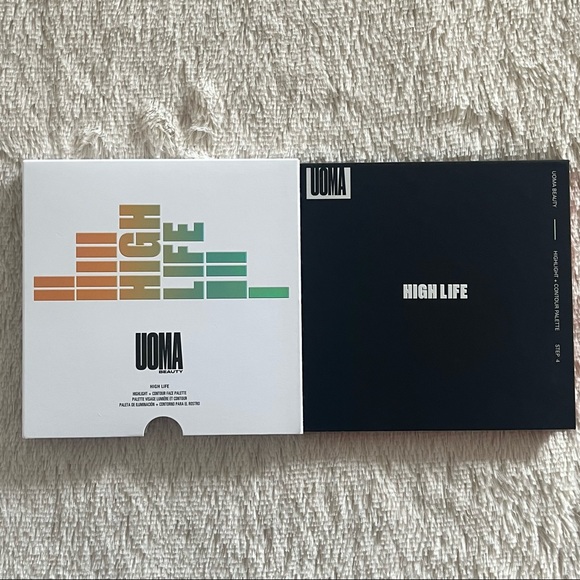 HIGH
LIFE
UOMA
BEAUTY
HIGH LIFE
HIGHLIGHT + CONTOUR FACE PALETTE
PALETTE VISAGE LUMIÈRE ET CONTOUR
PALETA DE ILUMINACIÓN + CONTORNO PARA EL ROSTRO
UOMA
HIGH LIFE
UOMA BEAUTY
HIGHLIGHT + CONTOUR PALETTE
STEP 4